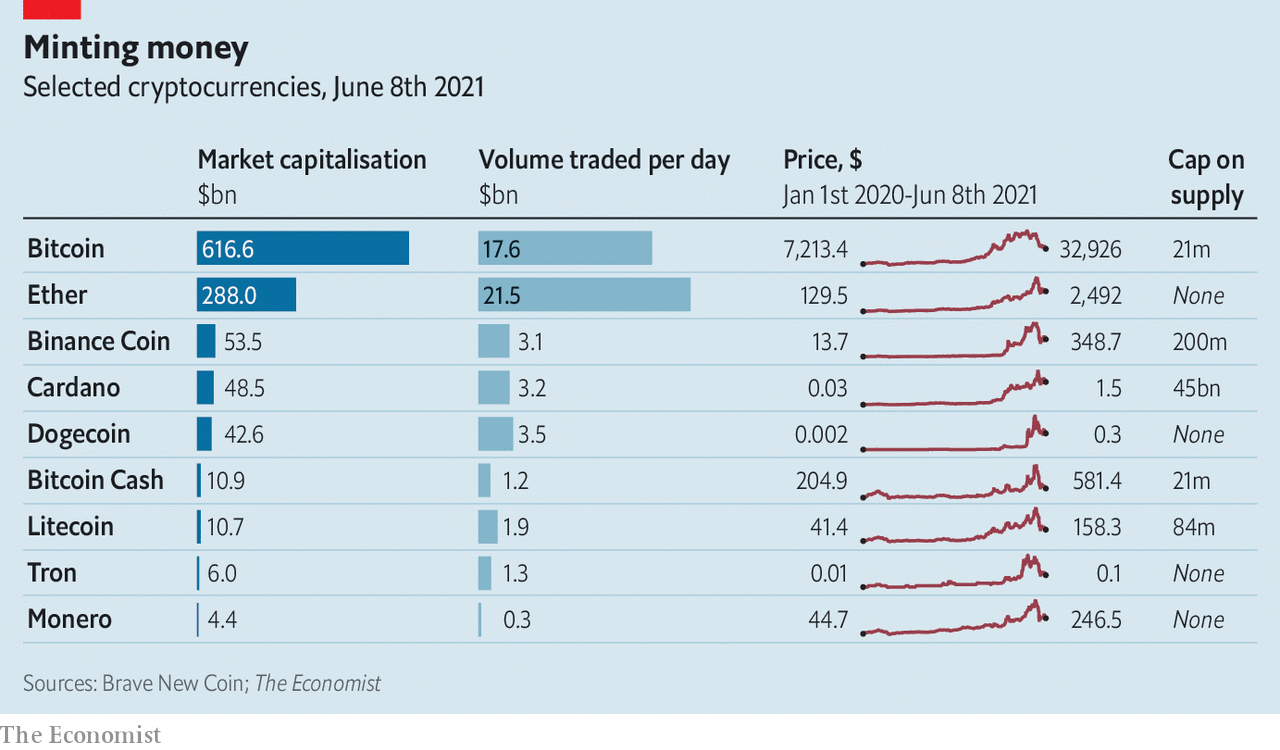 Minting money
Selected cryptocurrencies, June 8th 2021
Market capitalisation
$bn
Volume traded per day
$bn
Price, $
Jan 1st 2020-Jun 8th 2021
Cap on
supply
Bitcoin 616.6 17.6 7,213.4 32,926 21m
Ether 288.0 21.5 129.5 2,492 None
Binance Coin 53.5 3.1 13.7 348.7 200m
Cardano 48.5 3.2 0.03 1.5 45bn
Dogecoin 42.6 3.5 0.002 0.3 None
Bitcoin Cash 10.9 1.2 204.9 581.4 21m
Litecoin 10.7 1.9 41.4 158.3 84m
Tron 6.0 1.3 0.01 0.1 None
Monero 4.4 0.3 44.7 246.5 None
Sources: Brave New Coin; The Economist
The Economist